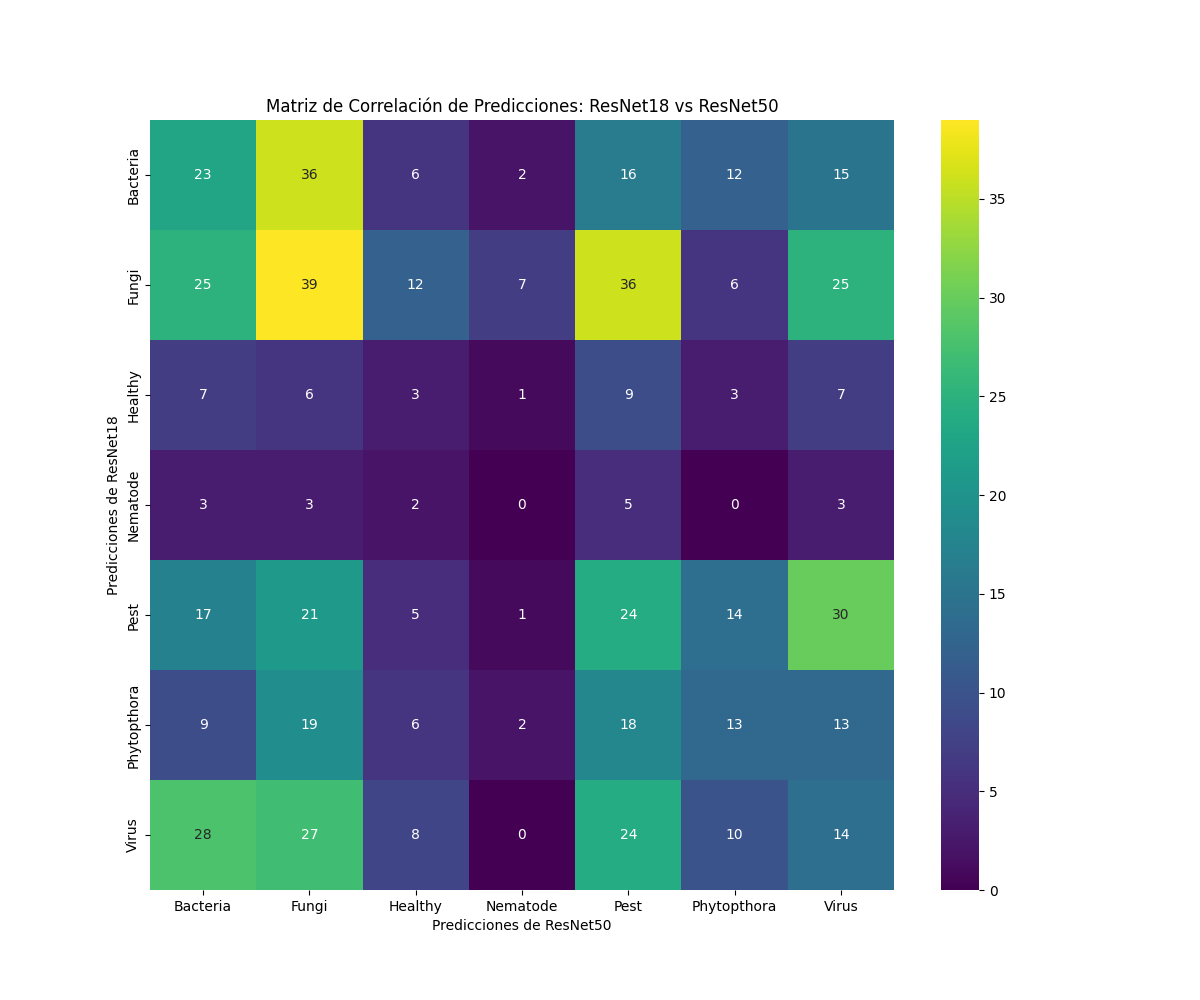 Matriz de Correlación de Predicciones: ResNet18 vs ResNet50
Predicciones de ResNet18
Bacteria 23 36 6 2 16 12 15
Fungi 25 39 12 7 36 6 25
Healthy 7 6 3 1 9 3 7
Nematode 3 3 2 0 5 0 3
Pest 17 21 5 1 24 14 30
Phytopthora 9 19 6 2 18 13 13
Virus 28 27 8 0 24 10 14
Bacteria Fungi Healthy Nematode Pest Phytopthora Virus
Predicciones de ResNet50
35
30
25
20
15
10
5
0